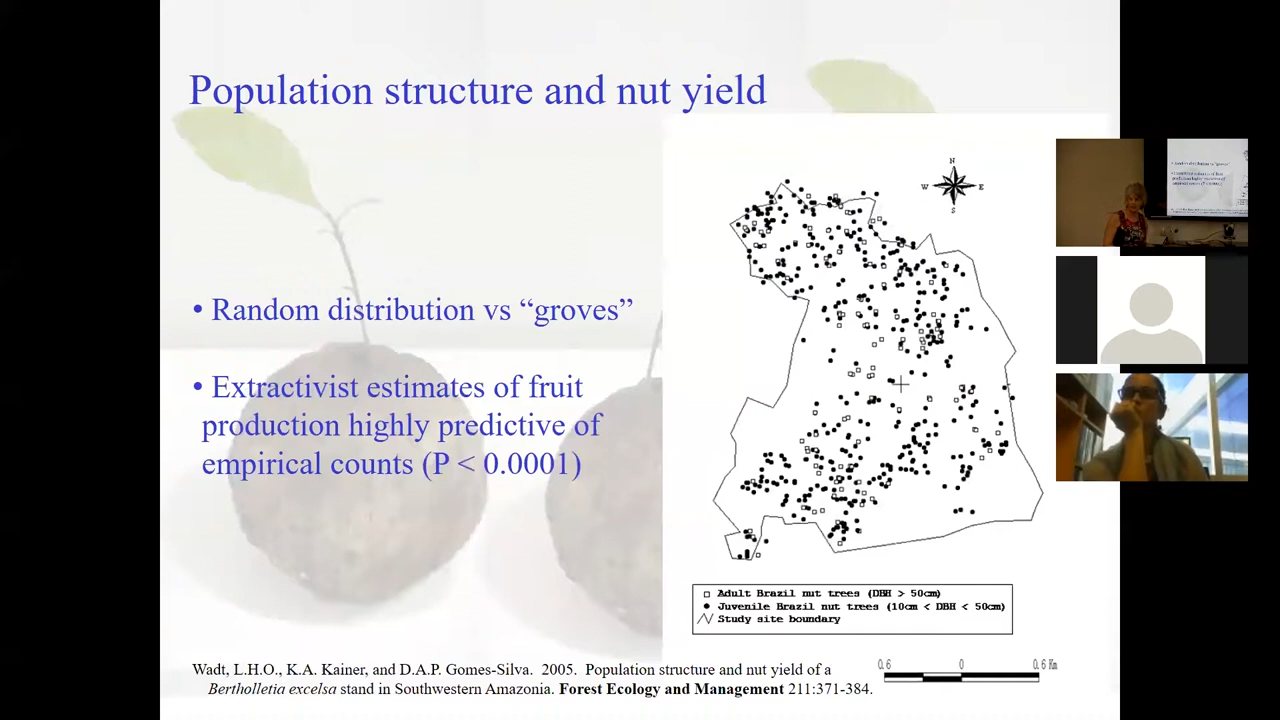 Population structure and nut yield
• Random distribution vs “groves”
• Extractivist estimates of fruit
production highly predictive of
empirical counts (P < 0.0001)
N
W
E
S
Adult Brazil nut trees (DBH > 50cm)
Juvenile Brazil nut trees (10cm < DBH < 50cm)
Study site boundary
0.6
0
0.6 Km
Wadt, L.H.O., K.A. Kainer, and D.A.P. Gomes-Silva. 2005. Population structure and nut yield of a
Bertholletia excelsa stand in Southwestern Amazonia. Forest Ecology and Management 211:371-384.